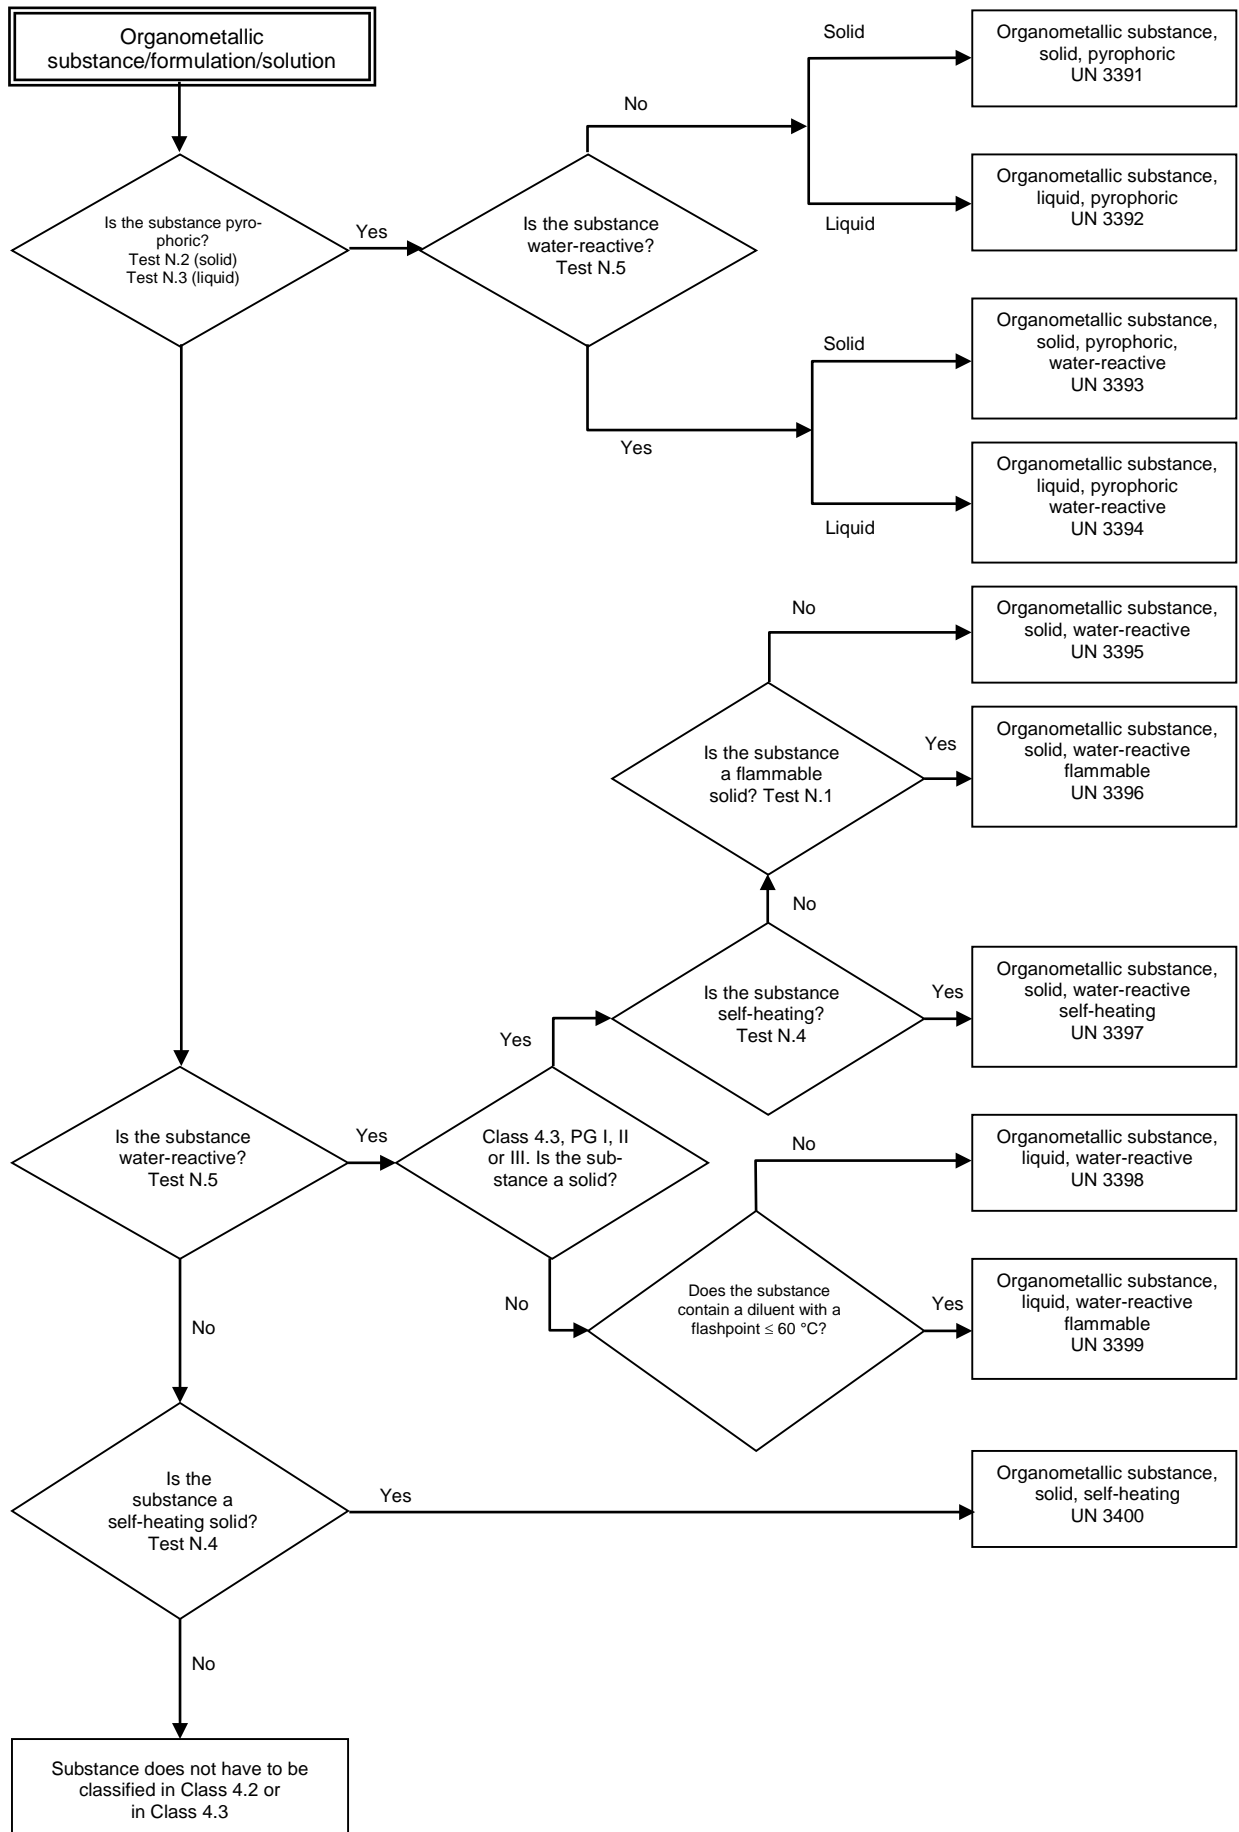 Organometallic
substance/formulation/solution
Solid
Organometallic substance,
solid, pyrophoric
UN 3391
No
Organometallic substance,
liquid, pyrophoric
UN 3392
Liquid
Is the substance pyro-
phoric?
Test N.2 (solid)
Test N.3 (liquid)
Yes
Is the substance
water-reactive?
Test N.5
Solid
Organometallic substance,
solid, pyrophoric,
water-reactive
UN 3393
Yes
Organometallic substance,
liquid, pyrophoric
water-reactive
UN 3394
Liquid
No
Organometallic substance,
solid, water-reactive
UN 3395
Is the substance
a flammable
solid? Test N.1
Yes
Organometallic substance,
solid, water-reactive
flammable
UN 3396
No
Is the substance
self-heating?
Test N.4
Yes
Organometallic substance,
solid, water-reactive
self-heating
UN 3397
Yes
Is the substance
water-reactive?
Test N.5
Yes
Class 4.3, PG I, II
or III. Is the sub-
stance a solid?
No
Organometallic substance,
liquid, water-reactive
UN 3398
No
Does the substance
contain a diluent with a
flashpoint ≤ 60 °C?
Yes
Organometallic substance,
liquid, water-reactive
flammable
UN 3399
No
Is the
substance a
self-heating solid?
Test N.4
Yes
Organometallic substance,
solid, self-heating
UN 3400
No
Substance does not have to be
classified in Class 4.2 or
in Class 4.3